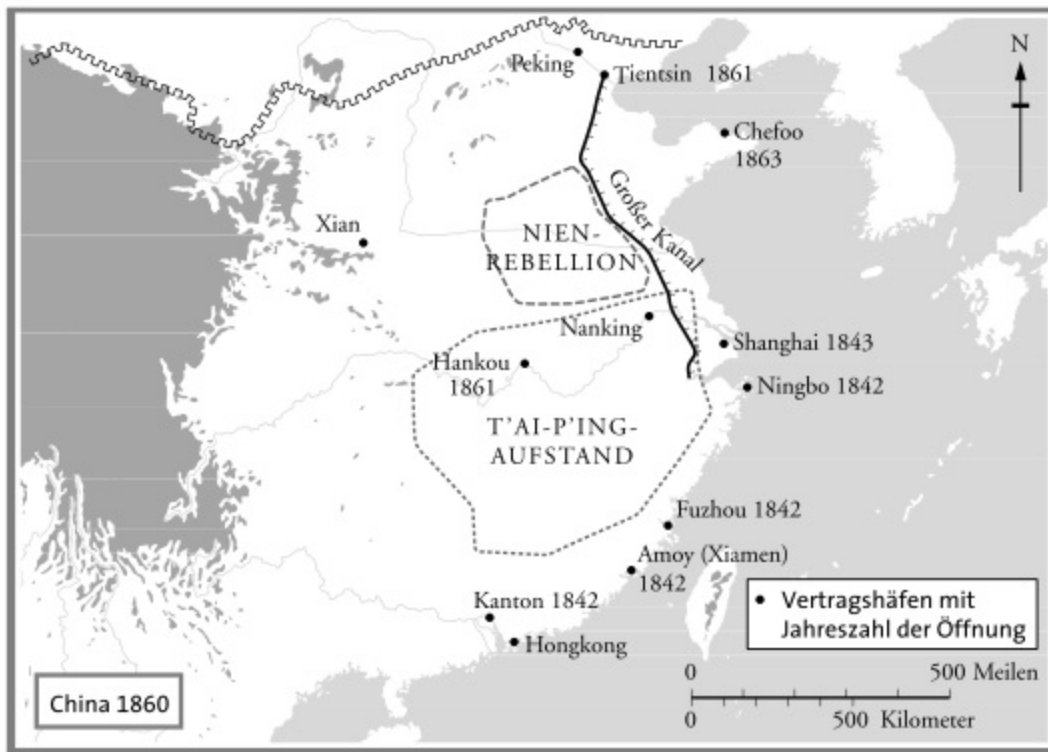 N
Peking
Tientsin 1861
Chefoo
1863
Großer Kanal
Xian
NIEN-
REBELLION
Nanking
Shanghai 1843
Hankou
1861
Ningbo 1842
T'AI-P'ING-
AUFSTAND
Fuzhou 1842
Amoy (Xiamen)
1842
Kanton 1842
Hongkong
• Vertragshäfen mit
Jahreszahl der Öffnung
0 500 Meilen
0 500 Kilometer
China 1860